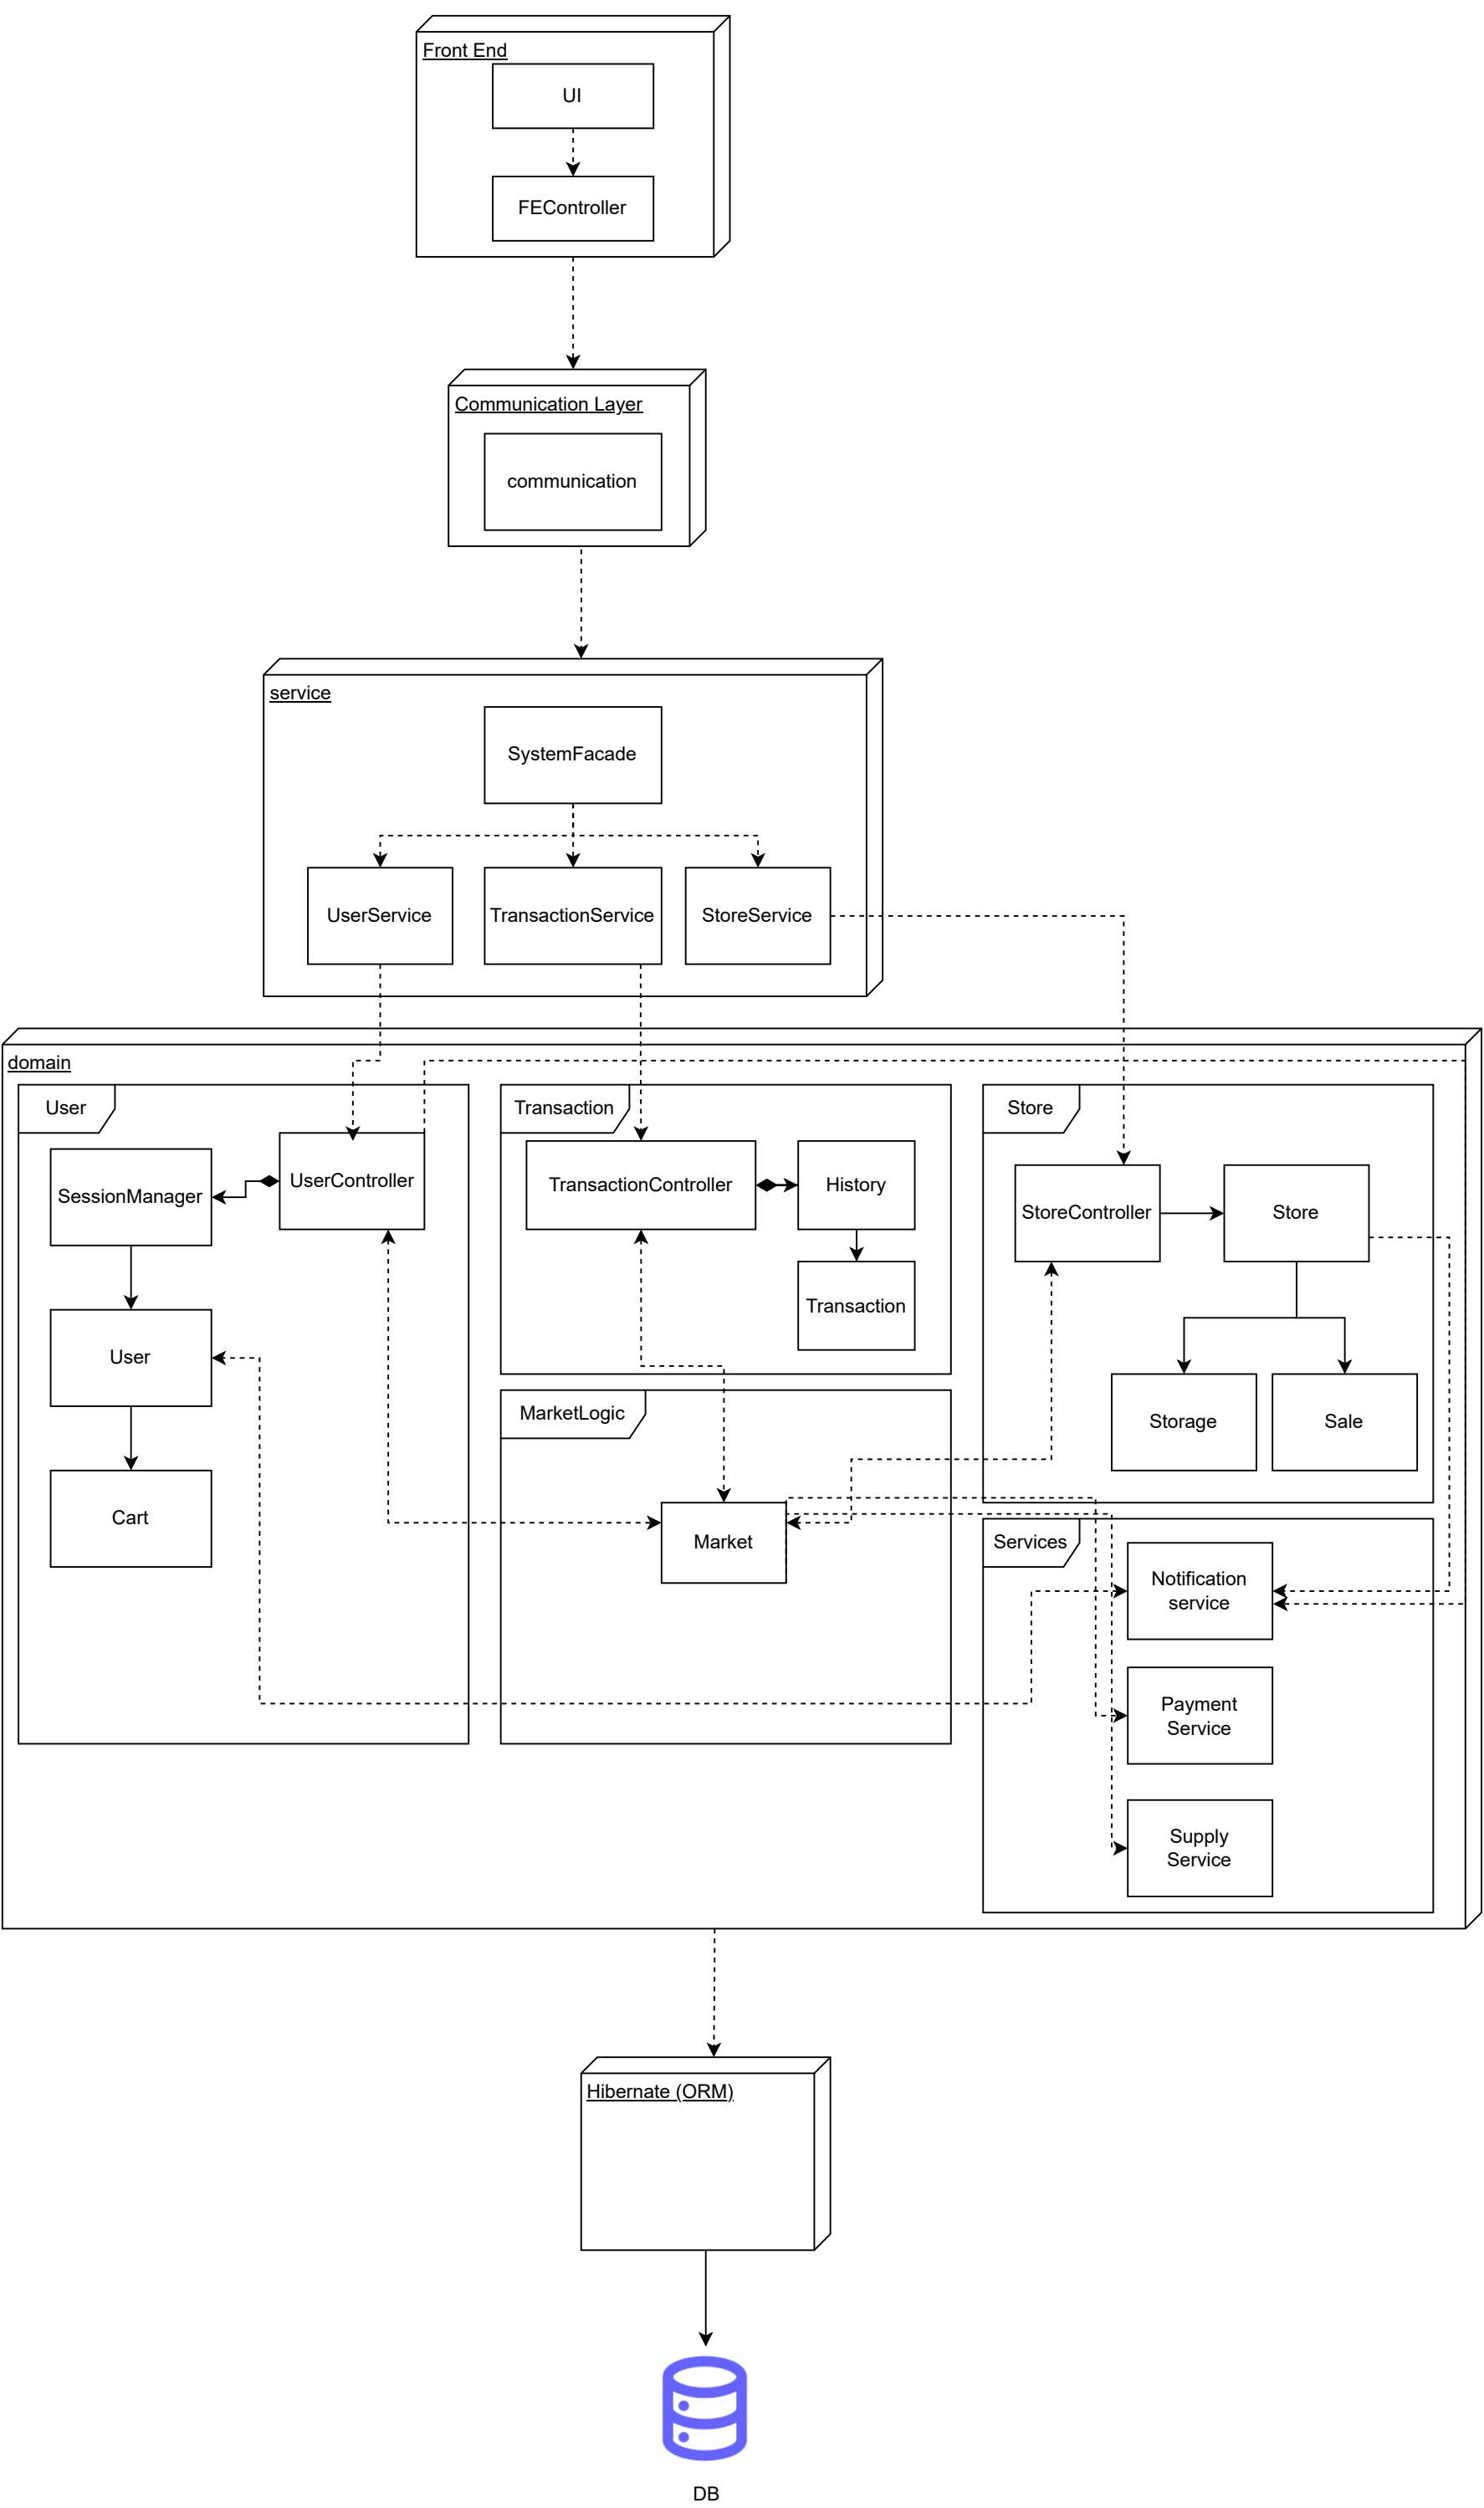 Front End
UI
FEController
Communication Layer
communication
service
SystemFacade
UserService
TransactionService
StoreService
domain
User
SessionManager
UserController
User
Cart
Transaction
TransactionController
History
Transaction
MarketLogic
Market
Store
StoreController
Store
Storage
Sale
Services
Notification
service
Payment
Service
Supply
Service
Hibernate (ORM)
DB